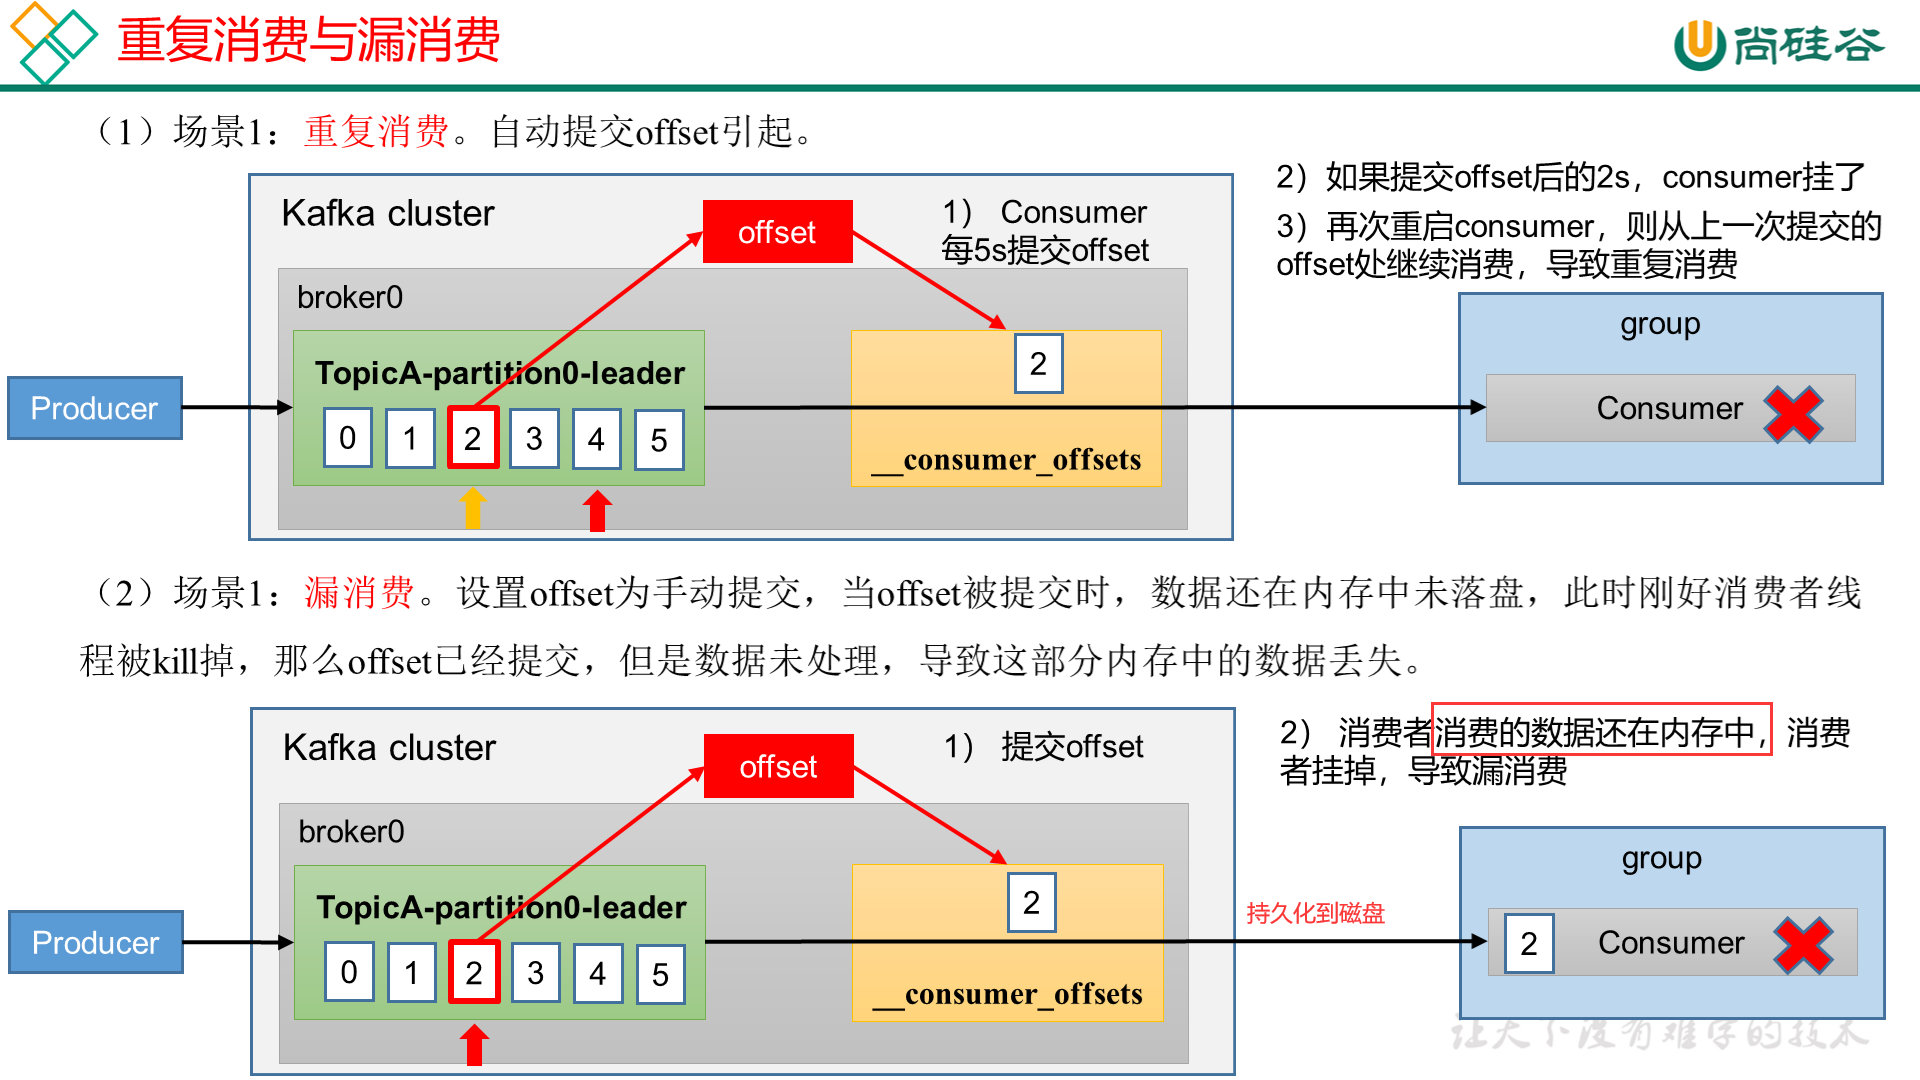 重复消费与漏消费
尚硅谷
（1）场景1：重复消费。自动提交offset引起。
Kafka cluster
offset
1） Consumer
每5s提交offset
2）如果提交offset后的2s，consumer挂了
3）再次重启consumer，则从上一次提交的
offset处继续消费，导致重复消费
broker0
TopicA-partition0-leader
0 1 2 3 4 5
2
__consumer_offsets
Producer
group
Consumer
（2）场景1：漏消费。设置offset为手动提交，当offset被提交时，数据还在内存中未落盘，此时刚好消费者线
程被kill掉，那么offset已经提交，但是数据未处理，导致这部分内存中的数据丢失。
Kafka cluster
offset
1） 提交offset
2） 消费者消费的数据还在内存中，消费
者挂掉，导致漏消费
broker0
TopicA-partition0-leader
0 1 2 3 4 5
2
__consumer_offsets
Producer
持久化到磁盘
group
2 Consumer
让天下没有难学的技术